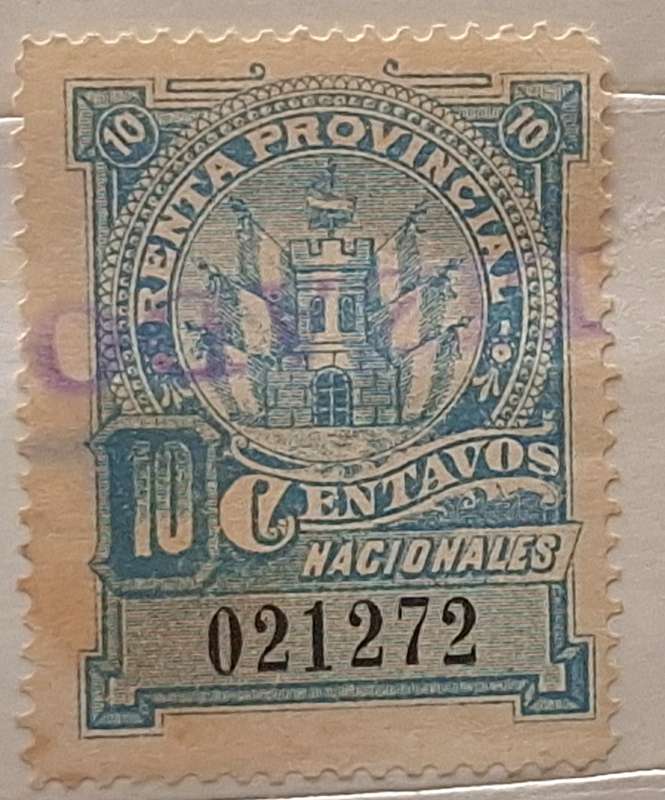 10 10
RENTA PROVINCIAL
10 CENTAVOS
NACIONALES
021272